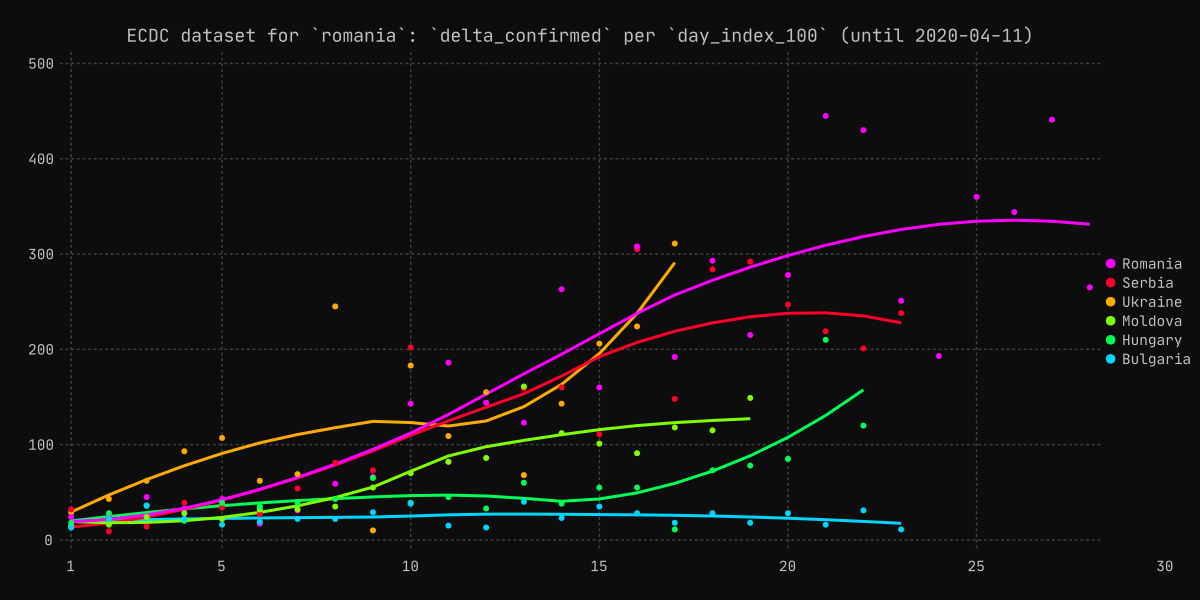 ECDC dataset for `romania`: `delta_confirmed` per `day_index_100` (until 2020-04-11)
500
400
300
200
100
0
1 5 10 15 20 25 30
Romania
Serbia
Ukraine
Moldova
Hungary
Bulgaria